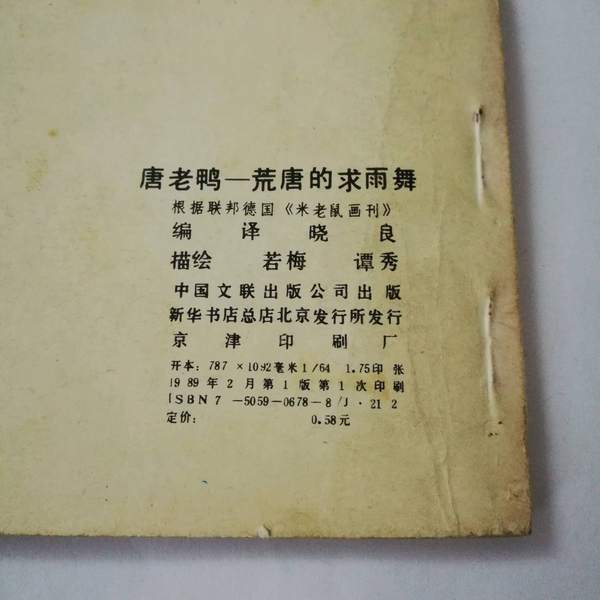 唐老鸭—荒唐的求雨舞
根据联邦德国《米老鼠画刊》
编 译 晓 良
描绘 若梅 谭秀
中国文联出版公司出版
新华书店总店北京发行所发行
京津印刷厂
开本：787×1092毫米1/64 1.75印张
1989年2月第1版第1次印刷
ISBN7-5059-0678-8/J·212
定价： 0.58元